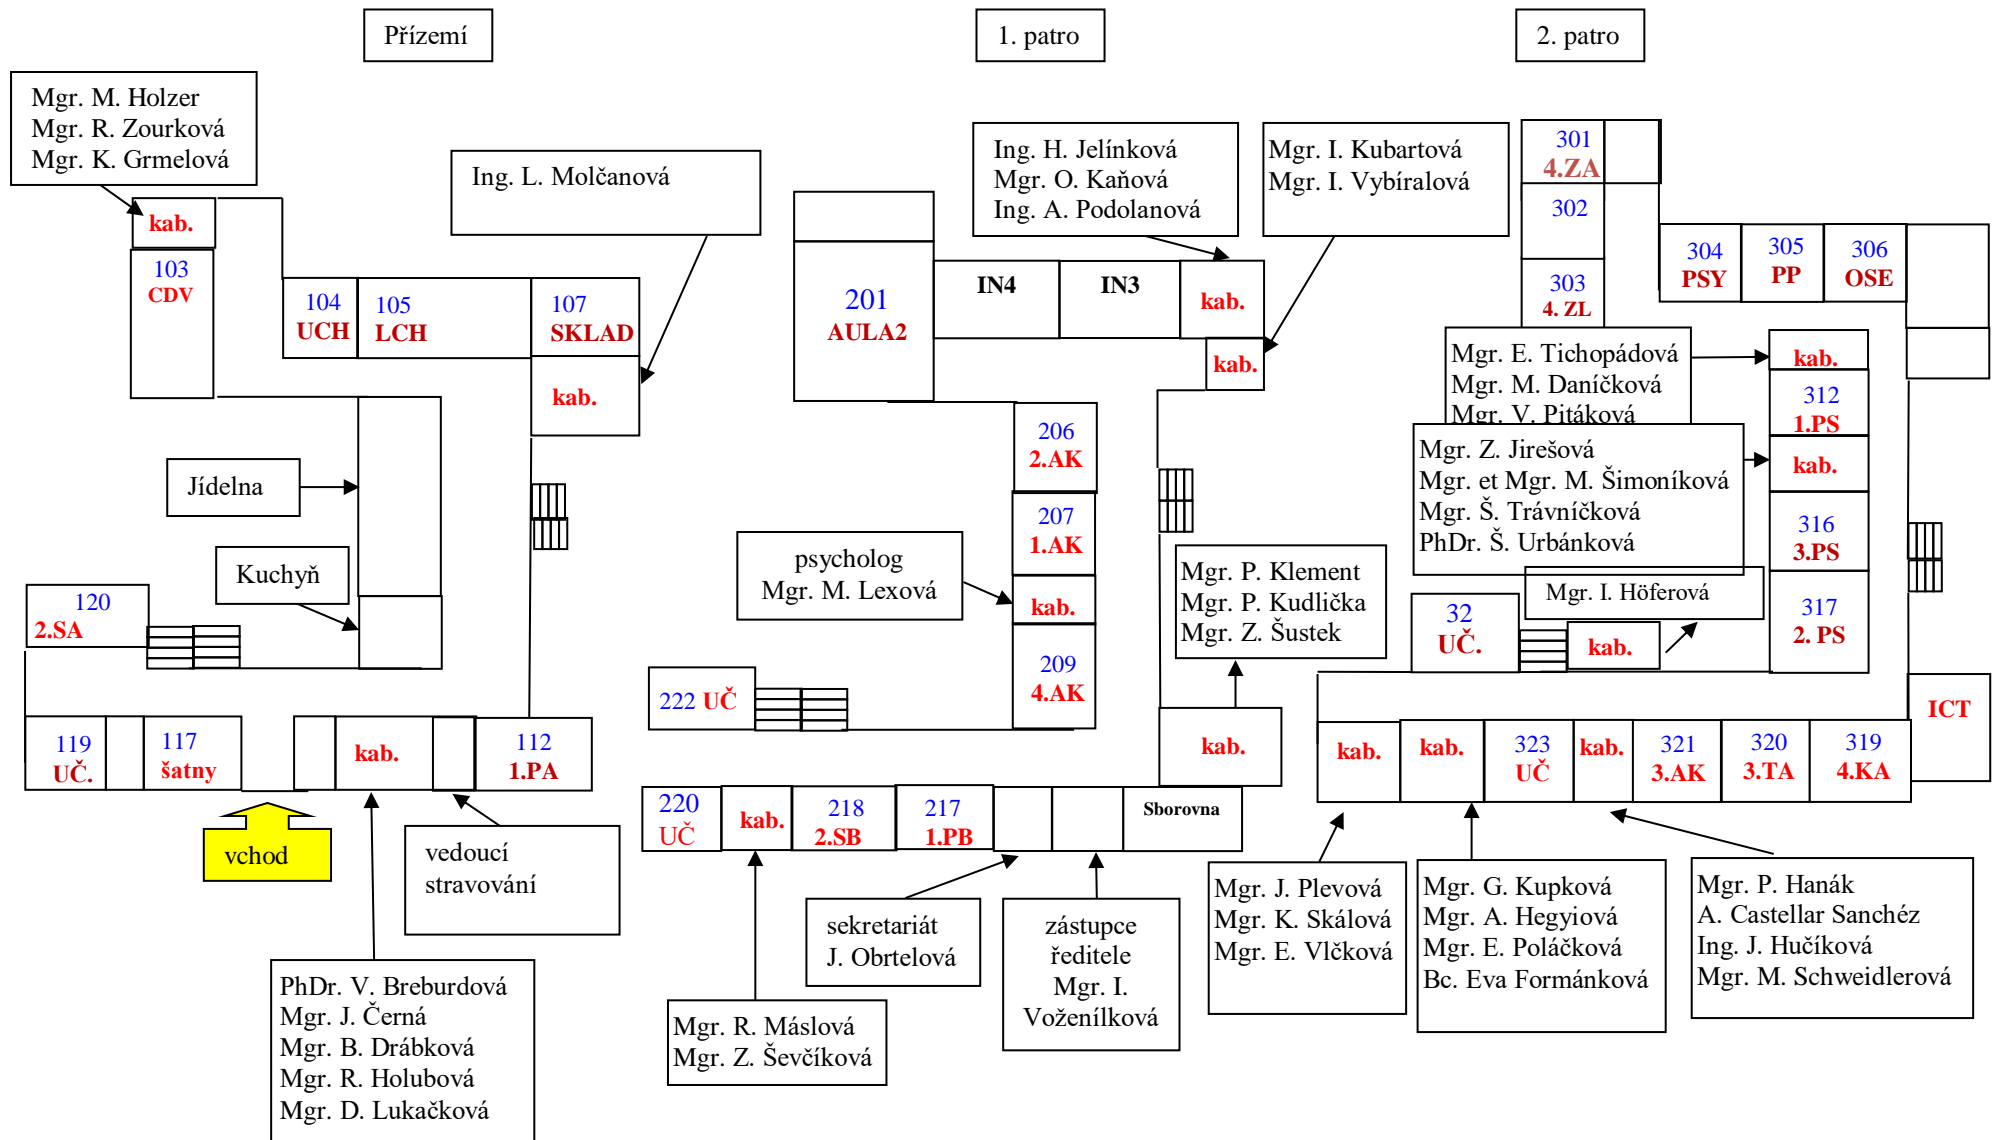 Přízemí
1. patro
2. patro
Mgr. M. Holzer
Mgr. R. Zourková
Mgr. K. Grmelová
Ing. L. Molčanová
kab.
103
CDV
104
UCH
105
LCH
107
SKLAD
kab.
Jídelna
Kuchyň
120
2.SA
119
UČ.
117
šatny
kab.
112
1.PA
vchod
vedoucí
stravování
PhDr. V. Breburdová
Mgr. J. Černá
Mgr. B. Drábková
Mgr. R. Holubová
Mgr. D. Lukačková
Ing. H. Jelínková
Mgr. O. Kaňová
Ing. A. Podolanová
Mgr. I. Kubartová
Mgr. I. Vybíralová
201
AULA2
IN4
IN3
kab.
kab.
206
2.AK
207
1.AK
psycholog
Mgr. M. Lexová
kab.
209
4.AK
222 UČ
Mgr. P. Klement
Mgr. P. Kudlička
Mgr. Z. Šustek
kab.
220
UČ
kab.
218
2.SB
217
1.PB
Sborovna
sekretariát
J. Obrtelová
zástupce
ředitele
Mgr. I.
Voženílková
Mgr. R. Máslová
Mgr. Z. Ševčíková
301
4.ZA
302
303
4. ZL
304
PSY
305
PP
306
OSE
Mgr. E. Tichopádová
Mgr. M. Daníčková
Mgr. V. Pitáková
kab.
312
1.PS
Mgr. Z. Jirešová
Mgr. et Mgr. M. Šimoníková
Mgr. Š. Trávníčková
PhDr. Š. Urbánková
kab.
316
3.PS
Mgr. I. Höferová
317
2. PS
32
UČ.
kab.
ICT
kab.
kab.
323
UČ
kab.
321
3.AK
320
3.TA
319
4.KA
Mgr. J. Plevová
Mgr. K. Skálová
Mgr. E. Vlčková
Mgr. G. Kupková
Mgr. A. Hegyiová
Mgr. E. Poláčková
Bc. Eva Formánková
Mgr. P. Hanák
A. Castellar Sanchéz
Ing. J. Hučíková
Mgr. M. Schweidlerová